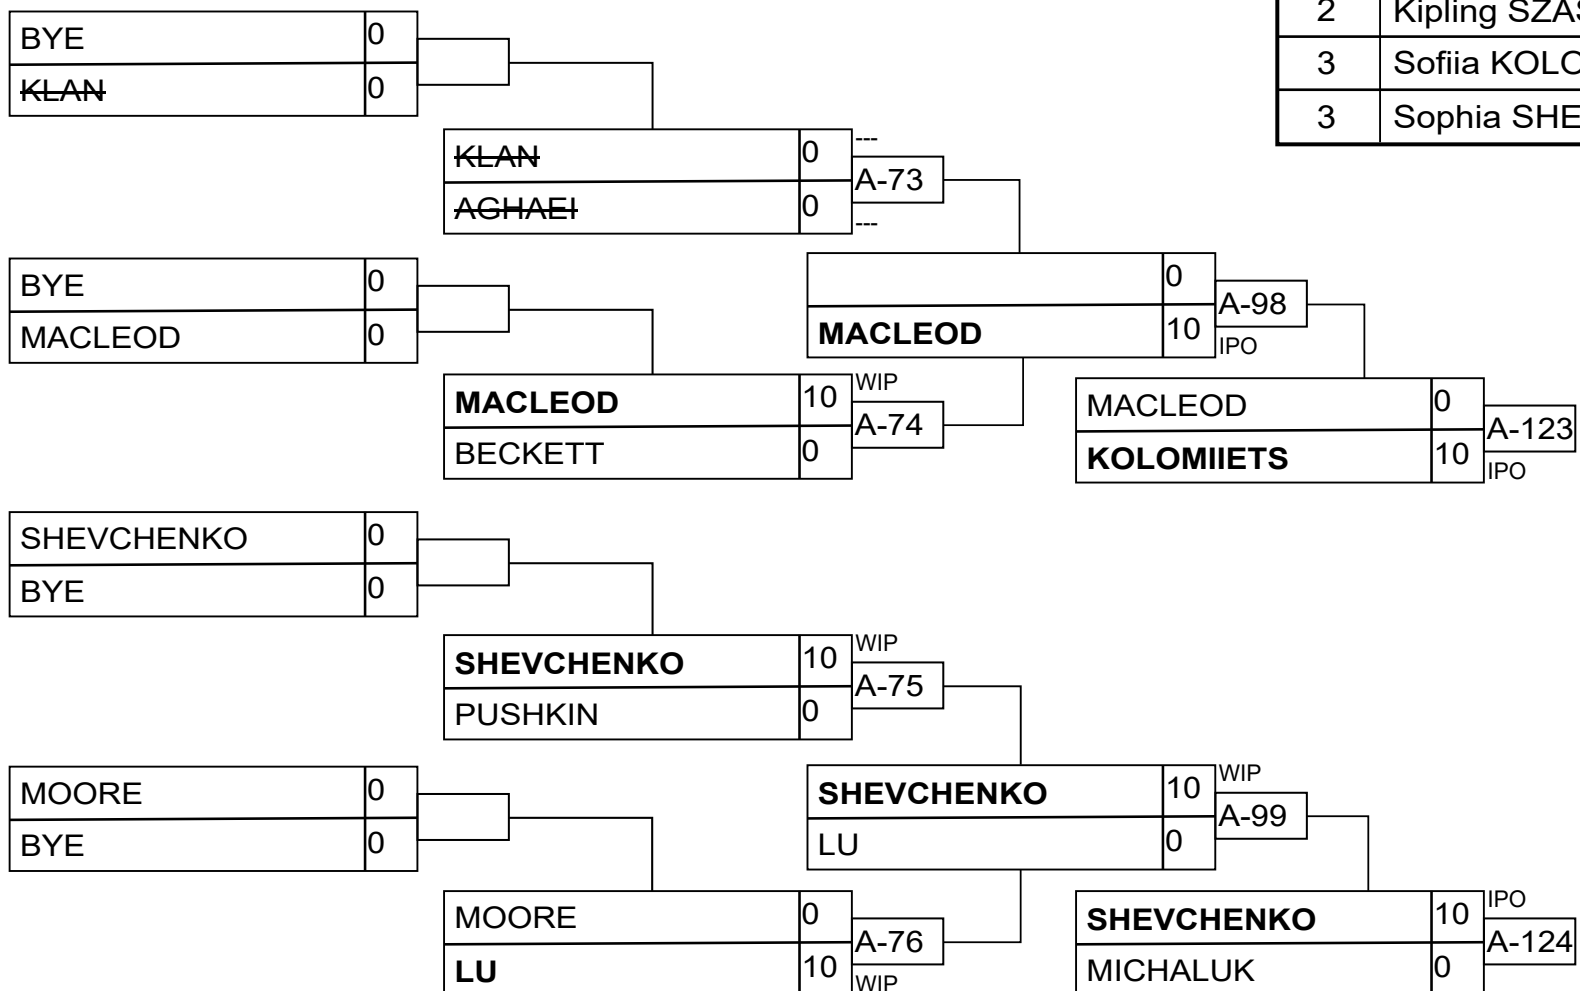 2 Kipling
3 Sofiia
3 Sophia
BYE 0
KLAN 0
KLAN 0 ---
A-73
AGHAEI 0 ---
BYE 0
MACLEOD 0
0
A-98
MACLEOD 10 IPO
MACLEOD 10 WIP
A-74
BECKETT 0
MACLEOD 0
A-123
KOLOMIIETS 10 IPO
SHEVCHENKO 0
BYE 0
SHEVCHENKO 10 WIP
A-75
PUSHKIN 0
MOORE 0
BYE 0
SHEVCHENKO 10 WIP
A-99
LU 0
MOORE 0
A-76
LU 10 WIP
SHEVCHENKO 10 IPO
A-124
MICHALUK 0